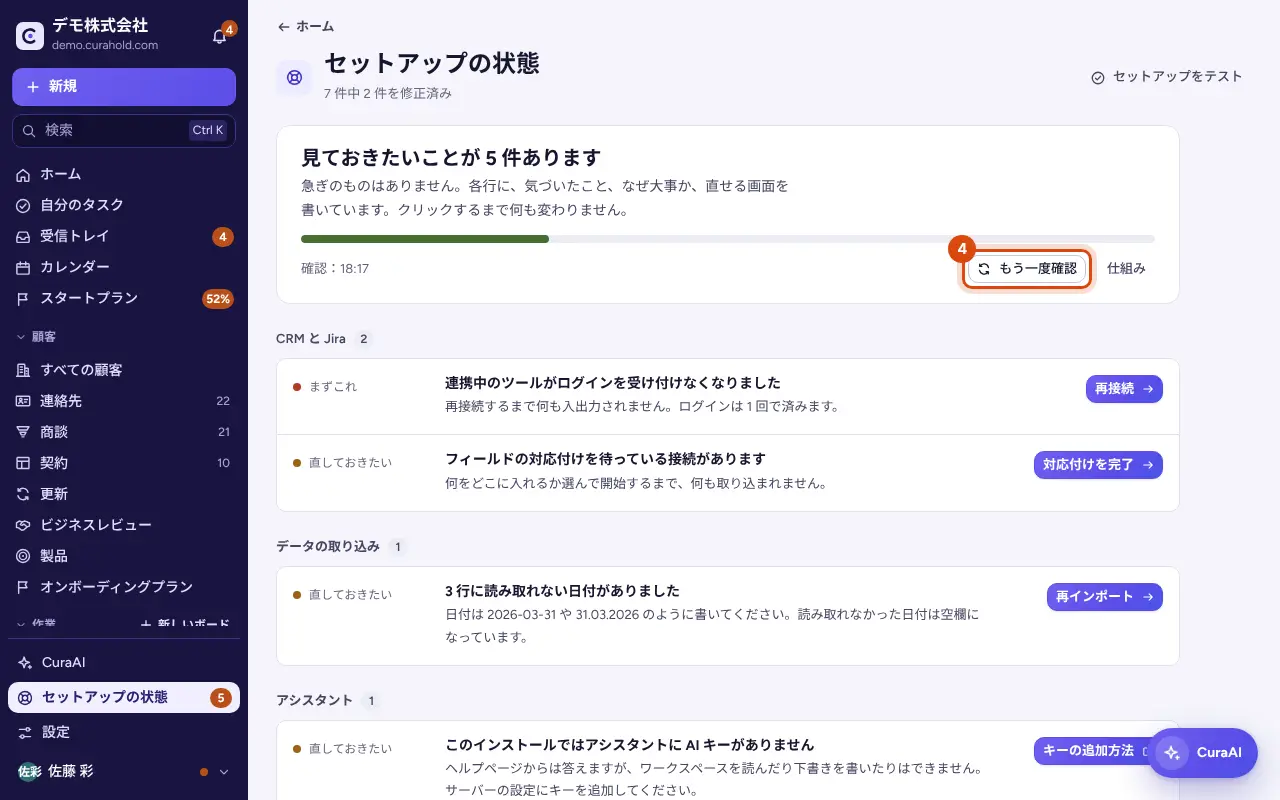 デモ株式会社
demo.curahold.com
4
+ 新規
検索
Ctrl K
ホーム
自分のタスク
受信トレイ 4
カレンダー
スタートプラン 52%
顧客
すべての顧客
連絡先 22
商談 21
契約 10
更新
ビジネスレビュー
製品
オンボーディングプラン
作業 + 新しいボード
CuraAI
セットアップの状態 5
設定
佐彩 佐藤 彩
← ホーム
セットアップの状態
7 件中 2 件を修正済み
セットアップをテスト
見ておきたいことが 5 件あります
急ぎのものはありません。各行に、気づいたこと、なぜ大事か、直せる画面を
書いています。クリックするまで何も変わりません。
確認：18:17
4
もう一度確認
仕組み
CRM と Jira 2
まずこれ
連携中のツールがログインを受け付けなくなりました
再接続するまで何も入出力されません。ログインは 1 回で済みます。
再接続 →
直しておきたい
フィールドの対応付けを待っている接続があります
何をどこに入れるか選んで開始するまで、何も取り込まれません。
対応付けを完了 →
データの取り込み 1
直しておきたい
3 行に読み取れない日付がありました
日付は 2026-03-31 や 31.03.2026 のように書いてください。読み取れなかった日付は空欄に
なっています。
再インポート →
アシスタント 1
直しておきたい
このインストールではアシスタントに AI キーがありません
ヘルプページからは答えますが、ワークスペースを読んだり下書きを書いたりはできません。
サーバーの設定にキーを追加してください。
キーの追加方法
CuraAI